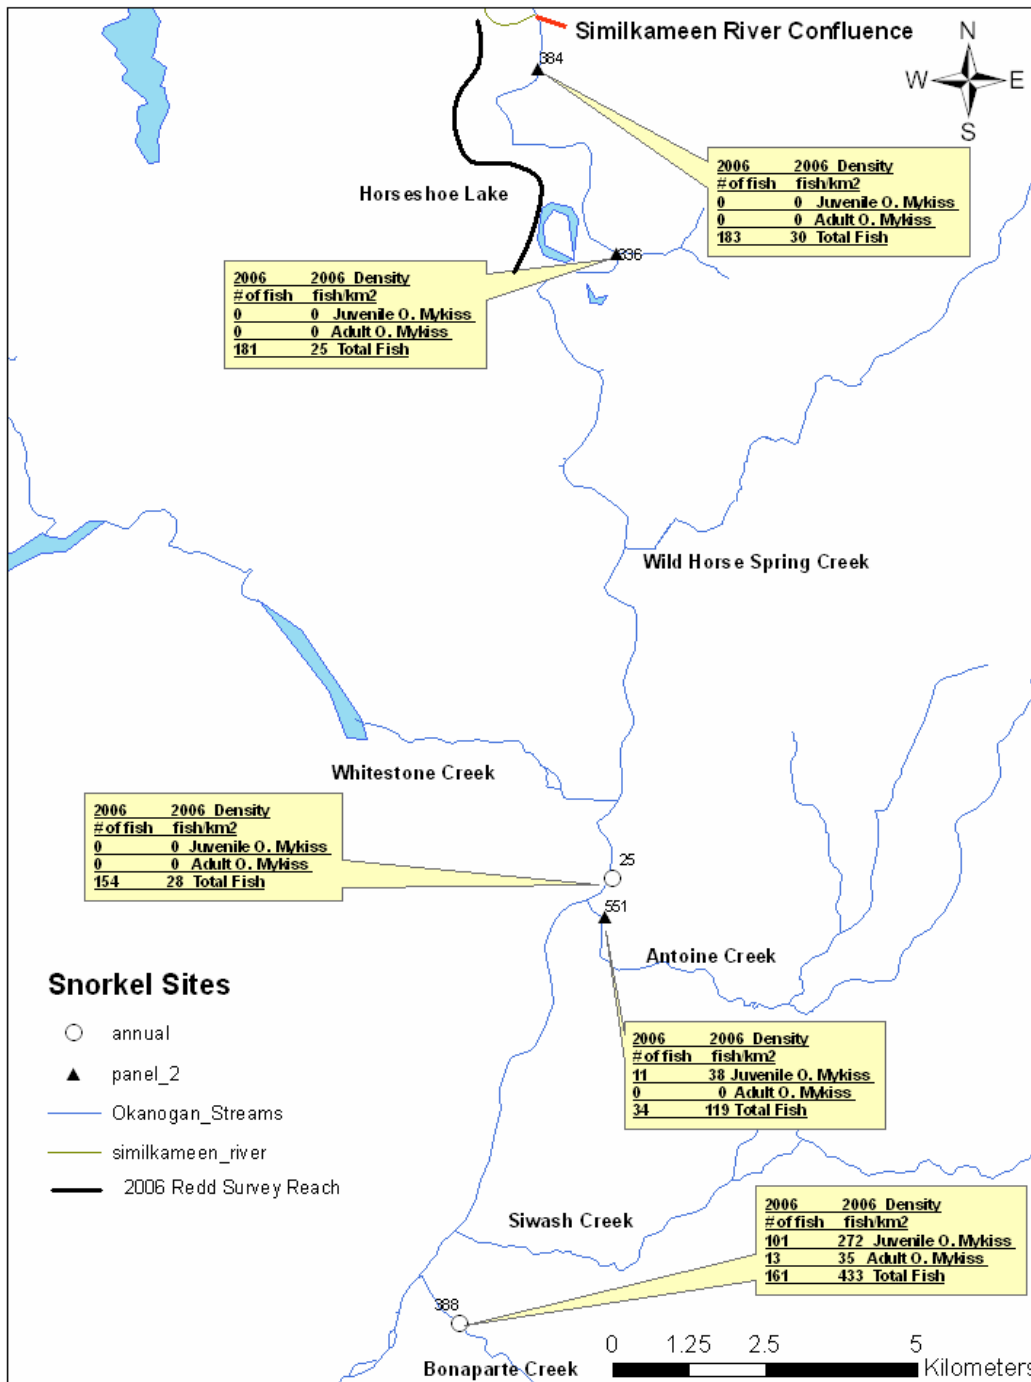 Similkameen River Confluence
N
W E
S
384
2006 2006 Density
# of fish fish/km2
0 0 Juvenile O. Mykiss
0 0 Adult O. Mykiss
183 30 Total Fish
Horseshoe Lake
336
2006 2006 Density
# of fish fish/km2
0 0 Juvenile O. Mykiss
0 0 Adult O. Mykiss
181 25 Total Fish
Wild Horse Spring Creek
Whitestone Creek
2006 2006 Density
# of fish fish/km2
0 0 Juvenile O. Mykiss
0 0 Adult O. Mykiss
154 28 Total Fish
25
551
Antoine Creek
2006 2006 Density
# of fish fish/km2
11 38 Juvenile O. Mykiss
0 0 Adult O. Mykiss
34 119 Total Fish
Snorkel Sites
annual
panel_2
Okanogan_Streams
similkameen_river
2006 Redd Survey Reach
Siwash Creek
2006 2006 Density
# of fish fish/km2
101 272 Juvenile O. Mykiss
13 35 Adult O. Mykiss
161 433 Total Fish
388
Bonaparte Creek
0 1.25 2.5 5
Kilometers